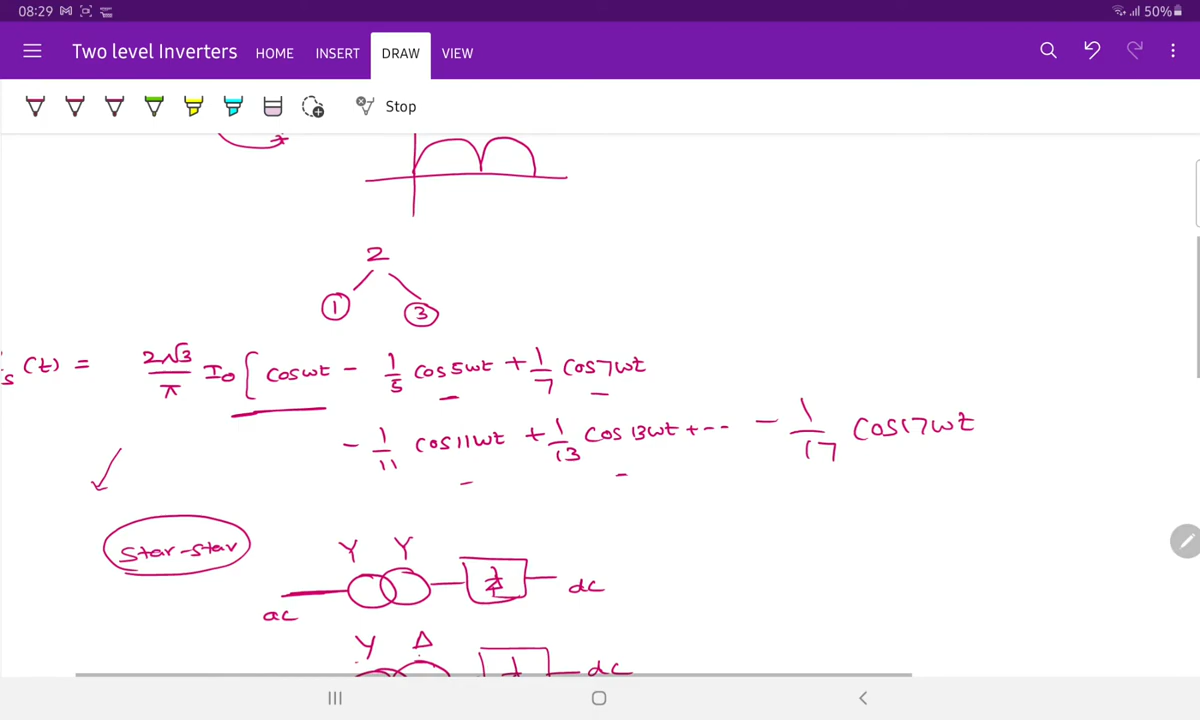 08:29 50%
Two level Inverters HOME INSERT DRAW VIEW
Stop
2
1 3
s (t) = 2√3/π Io [ cosωt - 1/5 cos5ωt + 1/7 cos7ωt
- 1/11 cos11ωt + 1/13 cos13ωt + -- - 1/17 cos17ωt
Star-star
Y Y
ac dc
Y Δ
dc